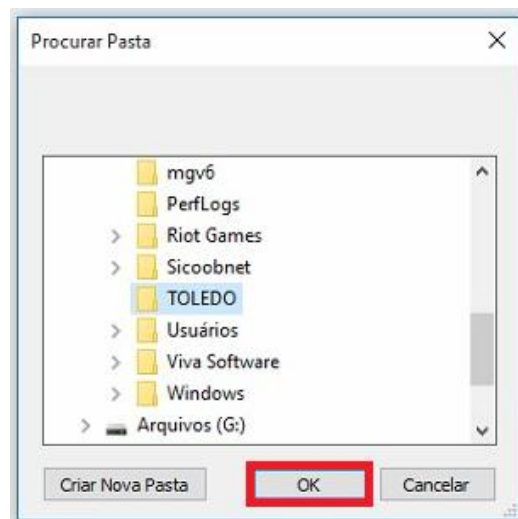 Procurar Pasta
mgv6
PerfLogs
Riot Games
Sicoobnet
TOLEDO
Usuários
Viva Software
Windows
Arquivos (G:)
Criar Nova Pasta
OK
Cancelar